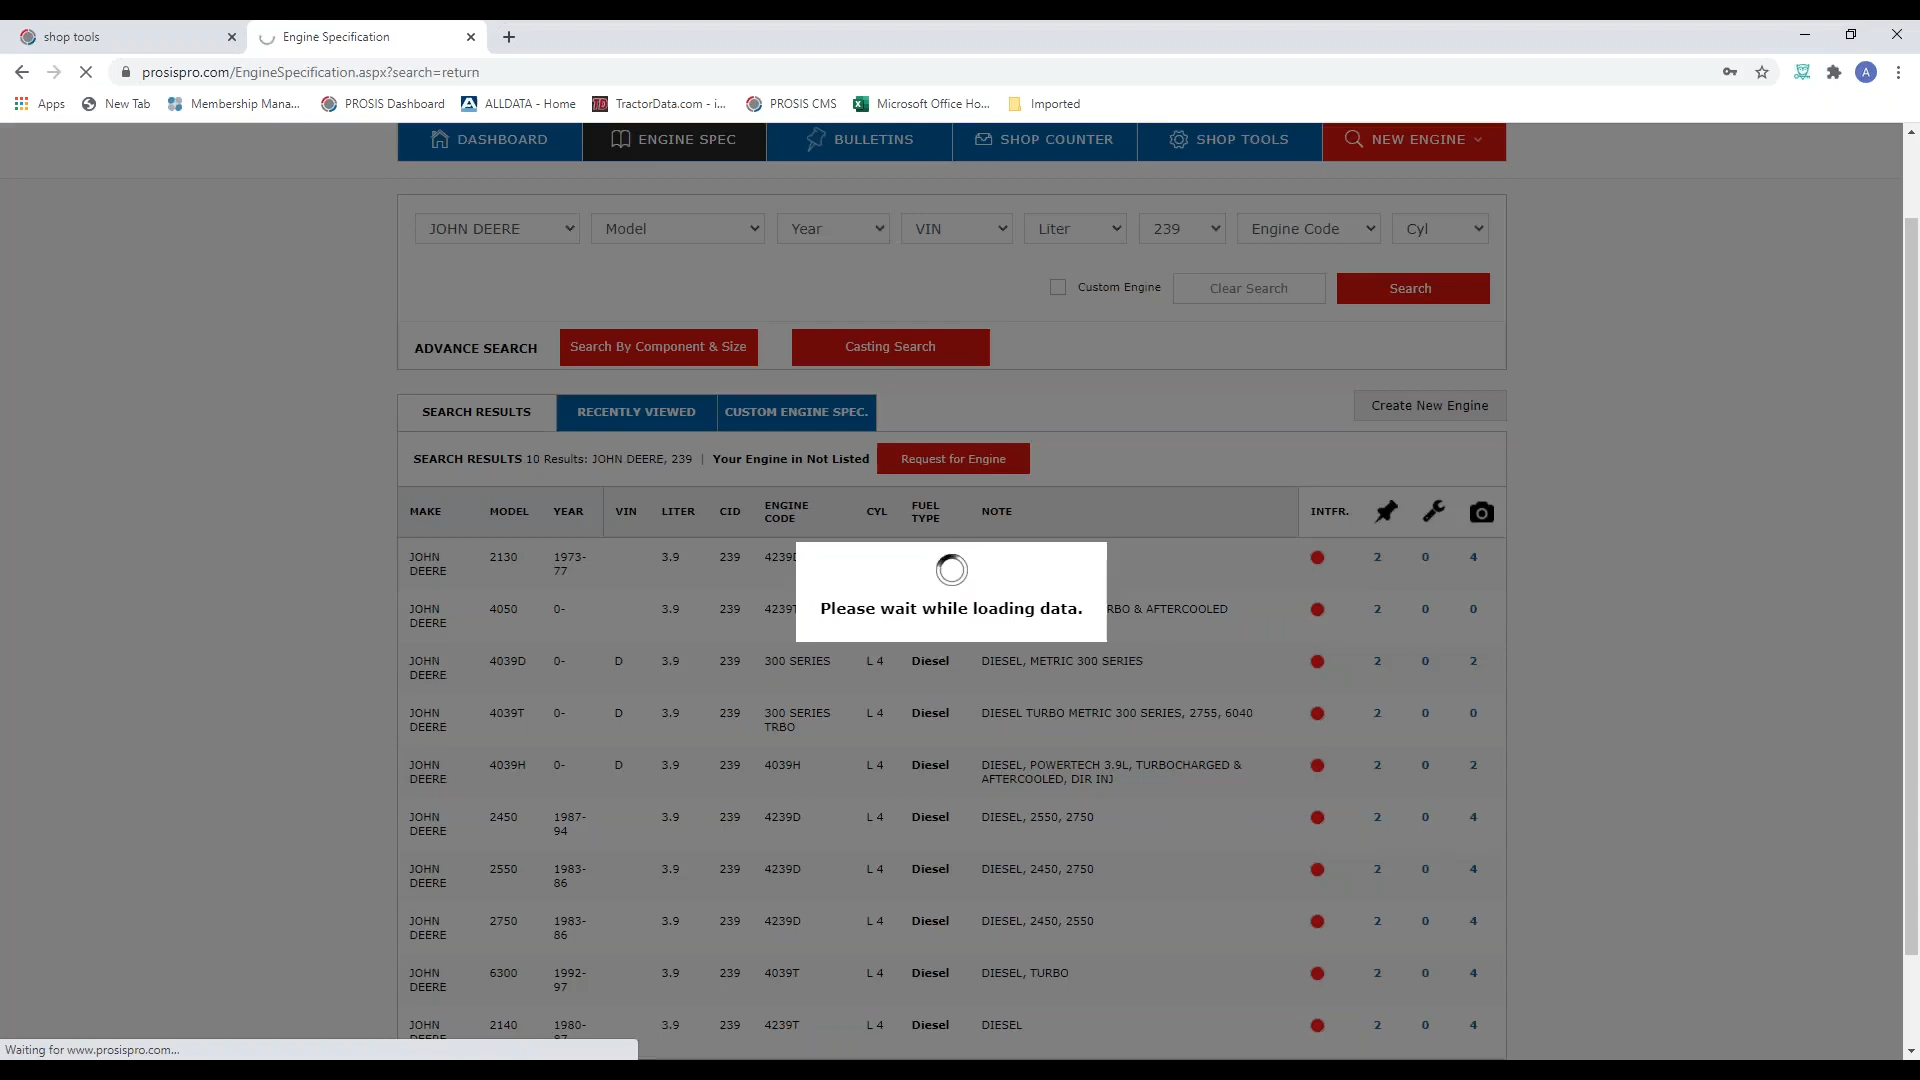 shop tools
Engine Specification
prosispro.com/EngineSpecification.aspx?search=return
A
Apps New Tab Membership Mana... PROSIS Dashboard ALLDATA - Home TractorData.com - i... PROSIS CMS Microsoft Office Ho... Imported
DASHBOARD ENGINE SPEC BULLETINS SHOP COUNTER SHOP TOOLS NEW ENGINE
JOHN DEERE Model Year VIN Liter 239 Engine Code Cyl
Custom Engine Clear Search Search
ADVANCE SEARCH Search By Component & Size Casting Search
SEARCH RESULTS RECENTLY VIEWED CUSTOM ENGINE SPEC. Create New Engine
SEARCH RESULTS 10 Results: JOHN DEERE, 239 | Your Engine in Not Listed Request for Engine
MAKE MODEL YEAR VIN LITER CID ENGINE CODE CYL FUEL TYPE NOTE INTFR.
JOHN DEERE 2130 1973-77 3.9 239 4239D 2 0 4
JOHN DEERE 4050 0- 3.9 239 4239T RBO & AFTERCOOLED 2 0 0
Please wait while loading data.
JOHN DEERE 4039D 0- D 3.9 239 300 SERIES L 4 Diesel DIESEL, METRIC 300 SERIES 2 0 2
JOHN DEERE 4039T 0- D 3.9 239 300 SERIES TRBO L 4 Diesel DIESEL TURBO METRIC 300 SERIES, 2755, 6040 2 0 0
JOHN DEERE 4039H 0- D 3.9 239 4039H L 4 Diesel DIESEL, POWERTECH 3.9L, TURBOCHARGED & AFTERCOOLED, DIR INJ 2 0 2
JOHN DEERE 2450 1987-94 3.9 239 4239D L 4 Diesel DIESEL, 2550, 2750 2 0 4
JOHN DEERE 2550 1983-86 3.9 239 4239D L 4 Diesel DIESEL, 2450, 2750 2 0 4
JOHN DEERE 2750 1983-86 3.9 239 4239D L 4 Diesel DIESEL, 2450, 2550 2 0 4
JOHN DEERE 6300 1992-97 3.9 239 4039T L 4 Diesel DIESEL, TURBO 2 0 4
JOHN DEERE 2140 1980-87 3.9 239 4239T L 4 Diesel DIESEL 2 0 4
Waiting for www.prosispro.com...